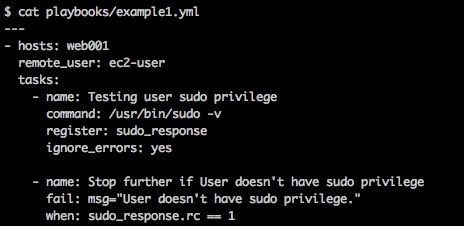 $ cat playbooks/example1.yml
---
- hosts: web001
  remote_user: ec2-user
  tasks:
    - name: Testing user sudo privilege
      command: /usr/bin/sudo -v
      register: sudo_response
      ignore_errors: yes

    - name: Stop further if User doesn't have sudo privilege
      fail: msg="User doesn't have sudo privilege."
      when: sudo_response.rc == 1